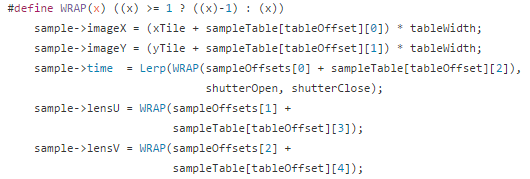 #define WRAP(x) ((x) >= 1 ? ((x)-1) : (x))
sample->imageX = (xTile + sampleTable[tableOffset][0]) * tableWidth;
sample->imageY = (yTile + sampleTable[tableOffset][1]) * tableWidth;
sample->time  = Lerp(WRAP(sampleOffsets[0] + sampleTable[tableOffset][2]),
shutterOpen, shutterClose);
sample->lensU = WRAP(sampleOffsets[1] +
sampleTable[tableOffset][3]);
sample->lensV = WRAP(sampleOffsets[2] +
sampleTable[tableOffset][4]);